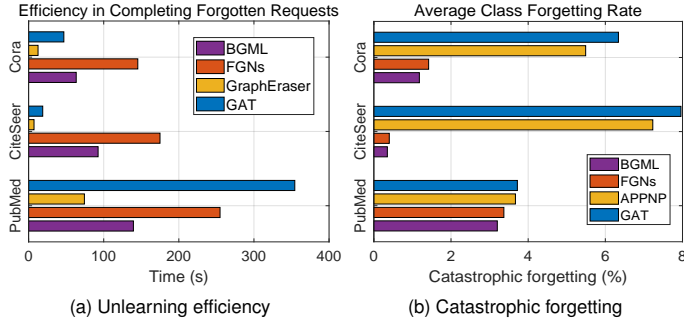 Efficiency in Completing Forgotten Requests
Cora
CiteSeer
PubMed
BGML
FGNs
GraphEraser
GAT
0 100 200 300 400
Time (s)
(a) Unlearning efficiency
Average Class Forgetting Rate
Cora
CiteSeer
PubMed
BGML
FGNs
APPNP
GAT
0 2 4 6 8
Catastrophic forgetting (%)
(b) Catastrophic forgetting